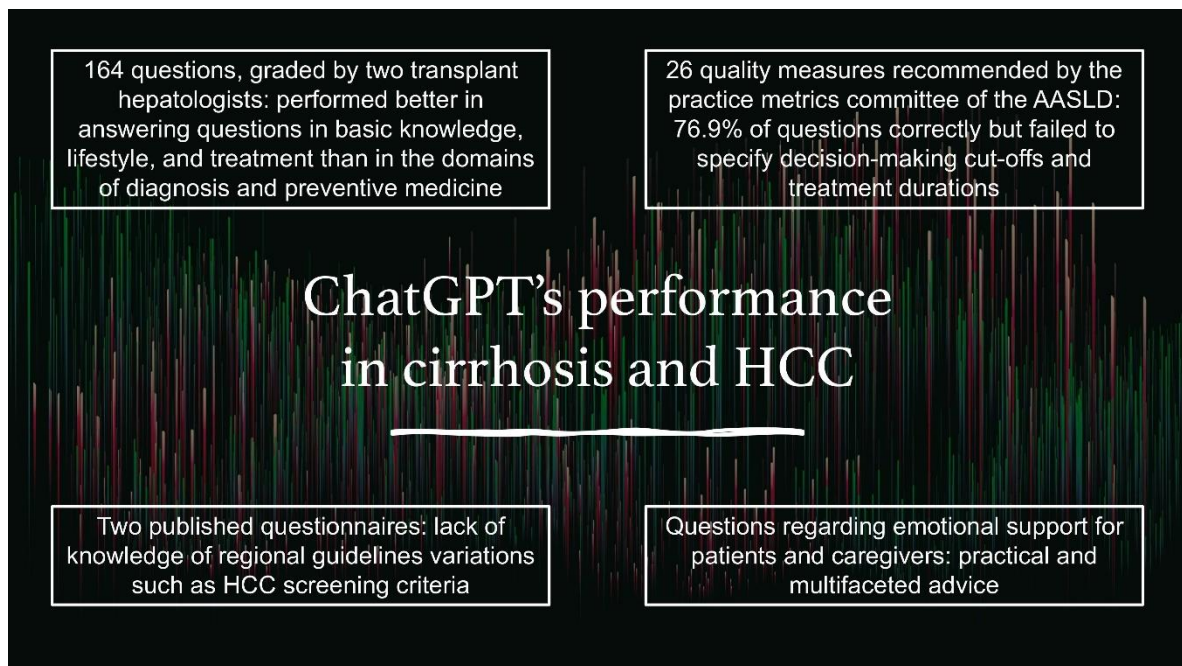 164 questions, graded by two transplant
hepatologists: performed better in
answering questions in basic knowledge,
lifestyle, and treatment than in the domains
of diagnosis and preventive medicine
26 quality measures recommended by the
practice metrics committee of the AASLD:
76.9% of questions correctly but failed to
specify decision-making cut-offs and
treatment durations
ChatGPT’s performance
in cirrhosis and HCC
Two published questionnaires: lack of
knowledge of regional guidelines variations
such as HCC screening criteria
Questions regarding emotional support for
patients and caregivers: practical and
multifaceted advice